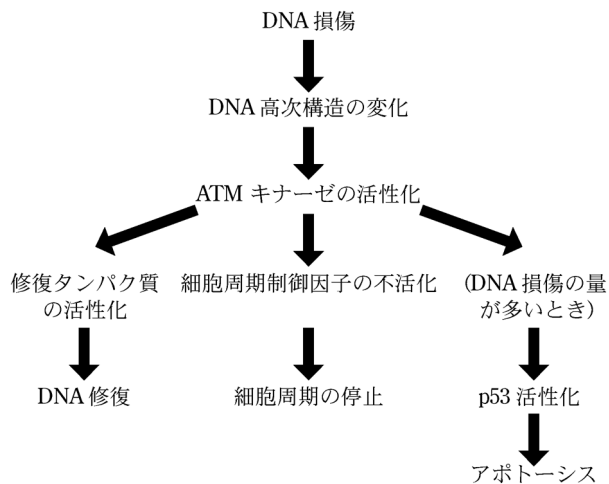 DNA 損傷
DNA 高次構造の変化
ATM キナーゼの活性化
修復タンパク質
の活性化
細胞周期制御因子の不活化
(DNA 損傷の量
が多いとき)
DNA 修復
細胞周期の停止
p53 活性化
アポトーシス